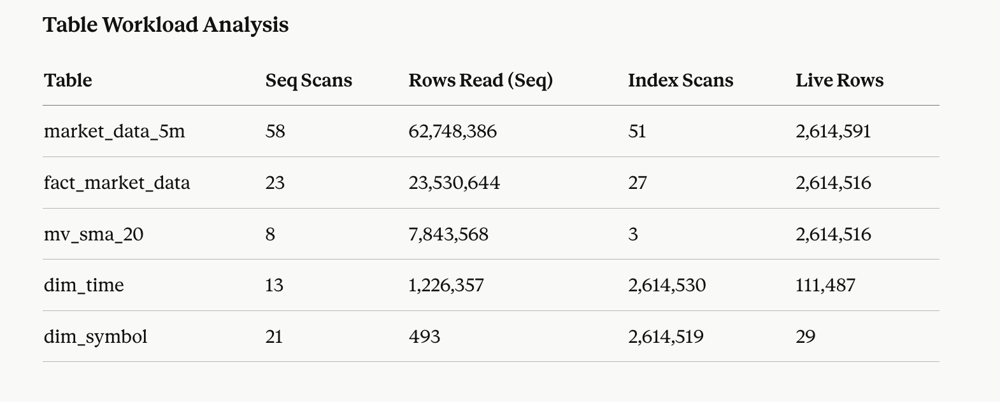 Table Workload Analysis
Table Seq Scans Rows Read (Seq) Index Scans Live Rows
market_data_5m 58 62,748,386 51 2,614,591
fact_market_data 23 23,530,644 27 2,614,516
mv_sma_20 8 7,843,568 3 2,614,516
dim_time 13 1,226,357 2,614,530 111,487
dim_symbol 21 493 2,614,519 29